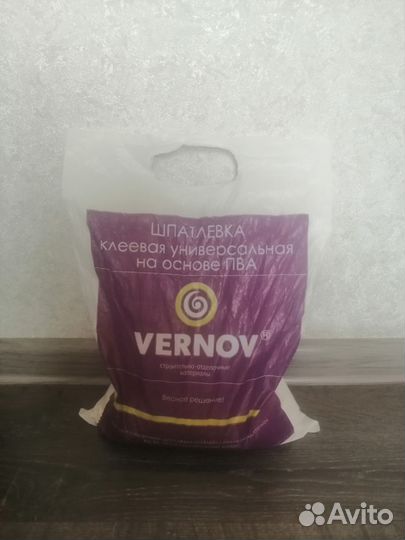 ШПАТЛЕВКА
клеевая универсальная
на основе ПВА
VERNOV®
строительно-отделочные
материалы
Верное решение!
Avito